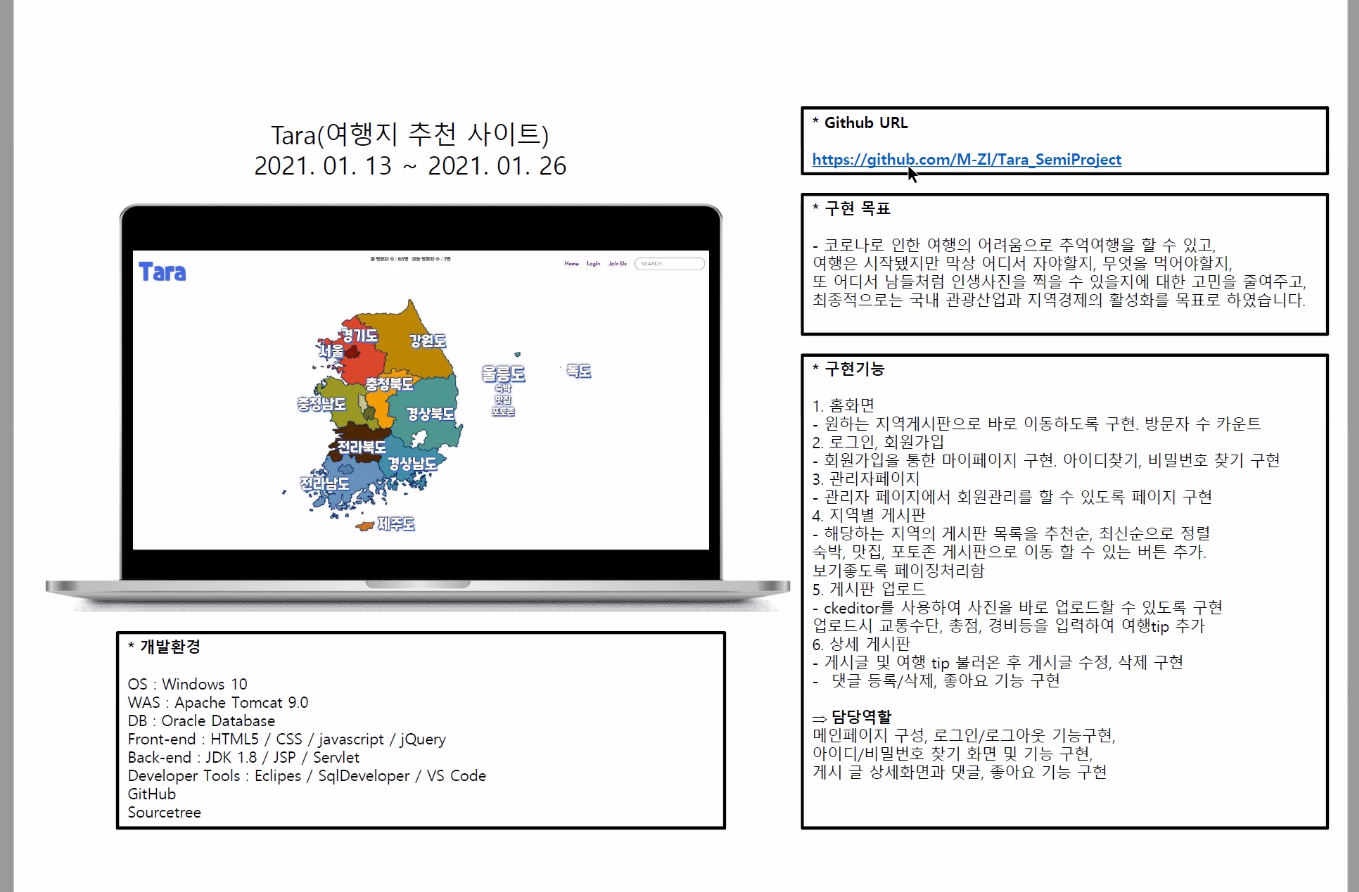 Tara(여행지 추천 사이트)
2021. 01. 13 ~ 2021. 01. 26
Tara
Home Login Join Us SEARCH
경기도
강원도
서울
울릉도
독도
충청북도
숙박
맛집
포토존
충청남도
경상북도
전라북도
경상남도
전라남도
제주도
* 개발환경
OS : Windows 10
WAS : Apache Tomcat 9.0
DB : Oracle Database
Front-end : HTML5 / CSS / javascript / jQuery
Back-end : JDK 1.8 / JSP / Servlet
Developer Tools : Eclipes / SqlDeveloper / VS Code
GitHub
Sourcetree
* Github URL
https://github.com/M-Zl/Tara_SemiProject
* 구현 목표
- 코로나로 인한 여행의 어려움으로 추억여행을 할 수 있고,
여행은 시작됐지만 막상 어디서 자야할지, 무엇을 먹어야할지,
또 어디서 남들처럼 인생사진을 찍을 수 있을지에 대한 고민을 줄여주고,
최종적으로는 국내 관광산업과 지역경제의 활성화를 목표로 하였습니다.
* 구현기능
1. 홈화면
- 원하는 지역게시판으로 바로 이동하도록 구현. 방문자 수 카운트
2. 로그인, 회원가입
- 회원가입을 통한 마이페이지 구현. 아이디찾기, 비밀번호 찾기 구현
3. 관리자페이지
- 관리자 페이지에서 회원관리를 할 수 있도록 페이지 구현
4. 지역별 게시판
- 해당하는 지역의 게시판 목록을 추천순, 최신순으로 정렬
숙박, 맛집, 포토존 게시판으로 이동 할 수 있는 버튼 추가.
보기좋도록 페이징처리함
5. 게시판 업로드
- ckeditor를 사용하여 사진을 바로 업로드할 수 있도록 구현
업로드시 교통수단, 총점, 경비등을 입력하여 여행tip 추가
6. 상세 게시판
- 게시글 및 여행 tip 불러온 후 게시글 수정, 삭제 구현
- 댓글 등록/삭제, 좋아요 기능 구현
⇒ 담당역할
메인페이지 구성, 로그인/로그아웃 기능구현,
아이디/비밀번호 찾기 화면 및 기능 구현,
게시 글 상세화면과 댓글, 좋아요 기능 구현